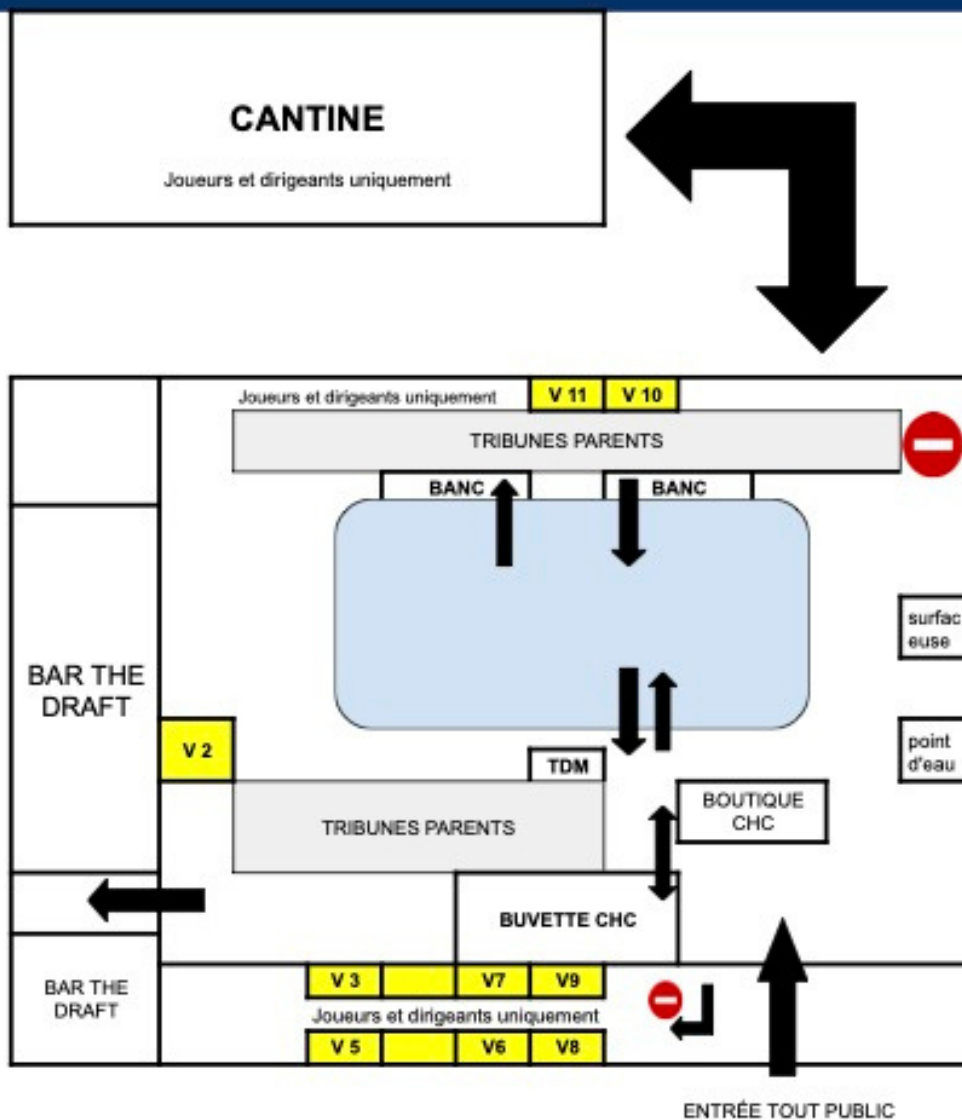 CANTINE
Joueurs et dirigeants uniquement
Joueurs et dirigeants uniquement
V 11
V 10
TRIBUNES PARENTS
BANC
BANC
surfac
euse
BAR THE
DRAFT
V 2
point
d'eau
TDM
BOUTIQUE
CHC
TRIBUNES PARENTS
BUVETTE CHC
BAR THE
DRAFT
V 3
V7
V9
Joueurs et dirigeants uniquement
V 5
V6
V8
ENTRÉE TOUT PUBLIC